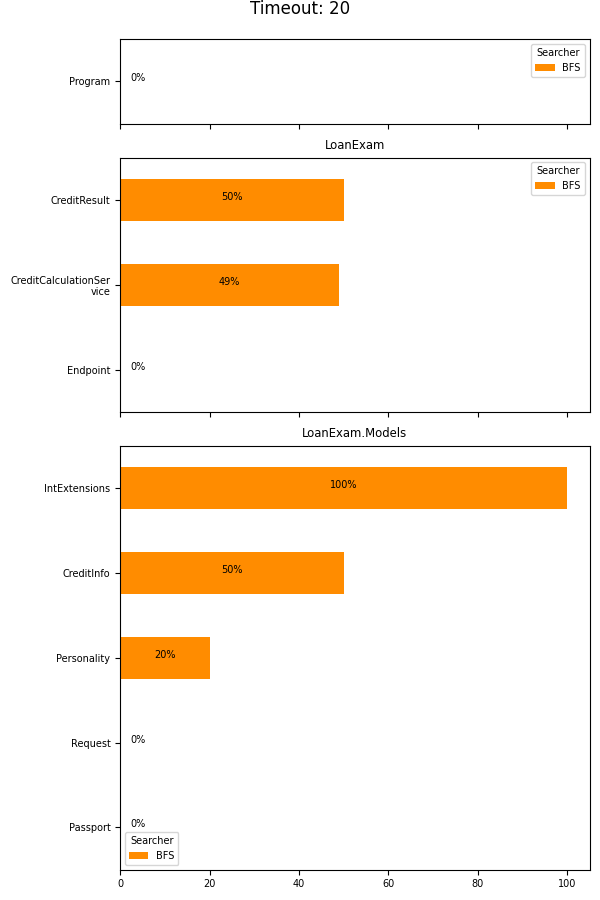 Timeout: 20
Program
0%
Searcher
BFS
LoanExam
CreditResult
50%
Searcher
BFS
CreditCalculationSer
vice
49%
Endpoint
0%
LoanExam.Models
IntExtensions
100%
CreditInfo
50%
Personality
20%
Request
0%
Passport
0%
Searcher
BFS
0 20 40 60 80 100